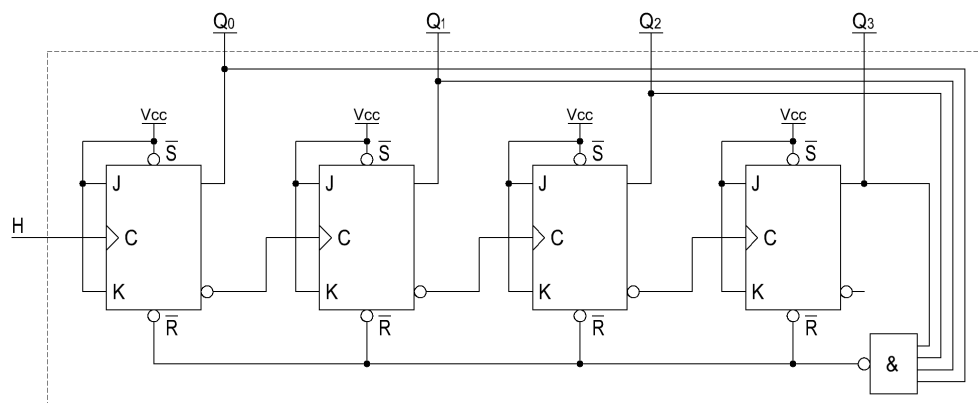 Q0 Q1 Q2 Q3
Vcc Vcc Vcc Vcc
S̅ S̅ S̅ S̅
J J J J
H C C C C
K K K K
R̅ R̅ R̅ R̅
&